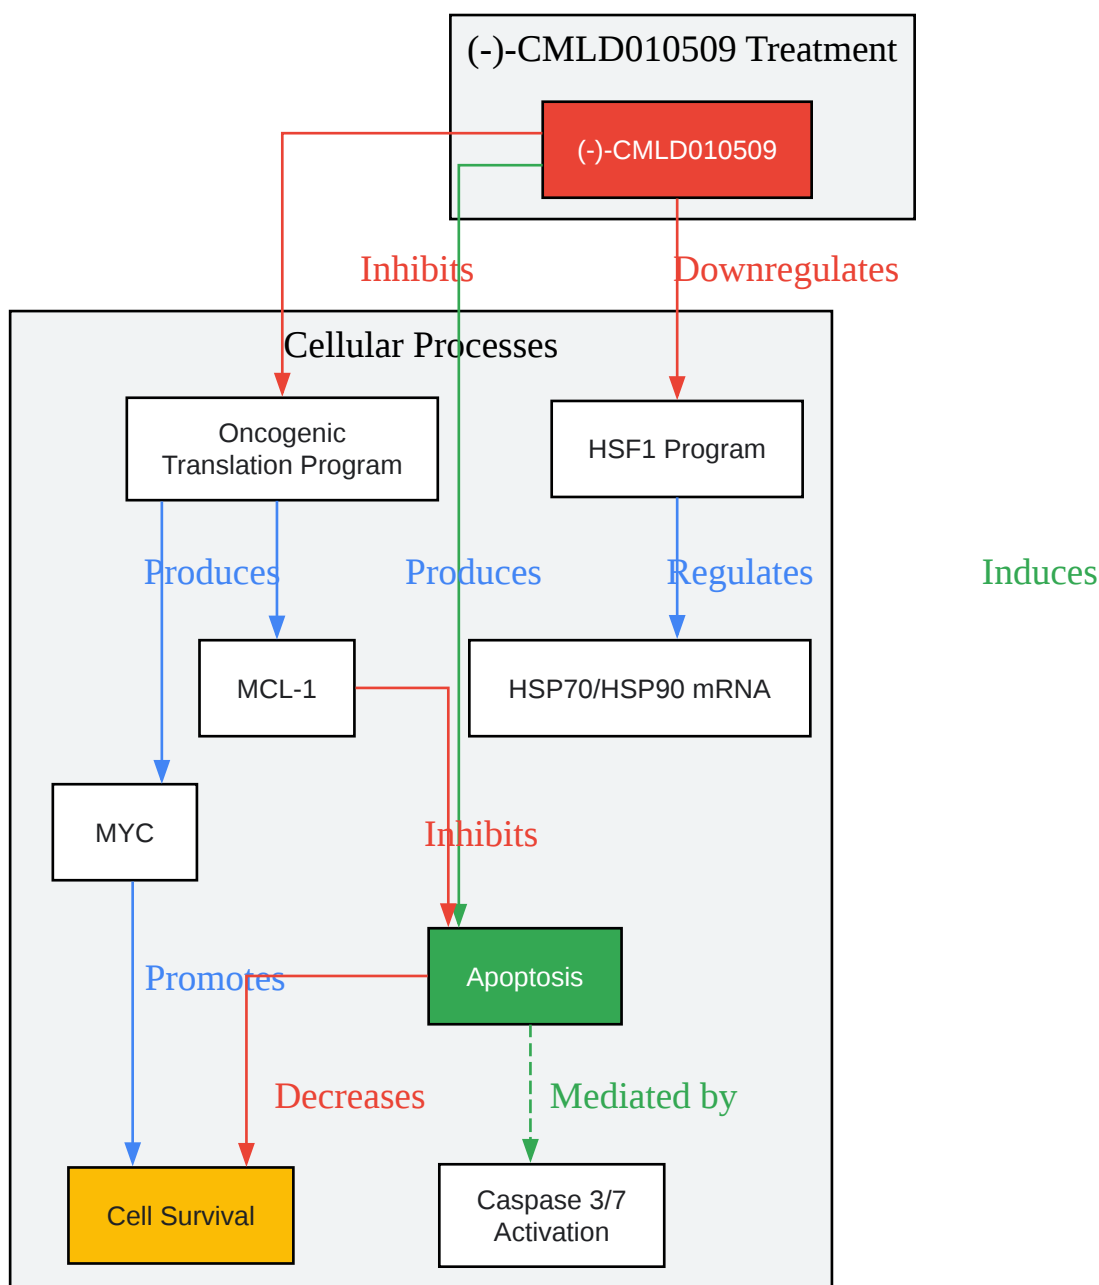 (-)-CMLD010509 Treatment
(-)-CMLD010509
Inhibits
Downregulates
Cellular Processes
Oncogenic
Translation Program
HSF1 Program
Produces
Produces
Regulates
Induces
MCL-1
HSP70/HSP90 mRNA
MYC
Inhibits
Promotes
Apoptosis
Decreases
Mediated by
Cell Survival
Caspase 3/7
Activation